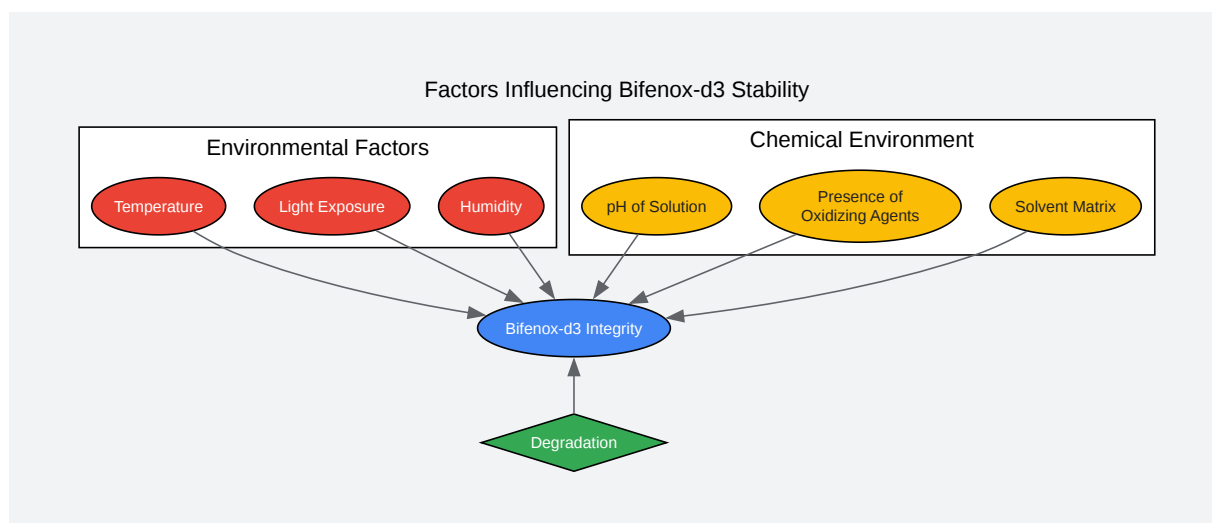 Factors Influencing Bifenox-d3 Stability
Environmental Factors
Chemical Environment
Temperature
Light Exposure
Humidity
pH of Solution
Presence of
Oxidizing Agents
Solvent Matrix
Bifenox-d3 Integrity
Degradation